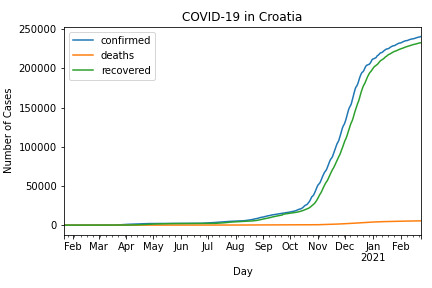 COVID-19 in Croatia
250000
200000
150000
100000
50000
0
Number of Cases
confirmed
deaths
recovered
Feb Mar Apr May Jun Jul Aug Sep Oct Nov Dec Jan Feb
2021
Day